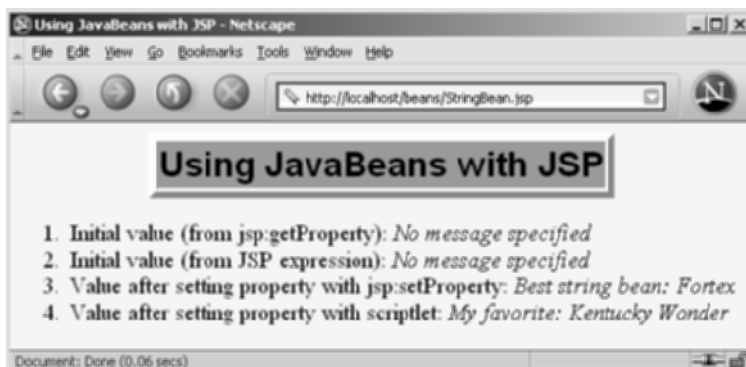 Using JavaBeans with JSP - Netscape
File Edit View Go Bookmarks Tools Window Help
http://localhost/beans/StringBean.jsp
N
Using JavaBeans with JSP
1. Initial value (from jsp:getProperty): No message specified
2. Initial value (from JSP expression): No message specified
3. Value after setting property with jsp:setProperty: Best string bean: Fortex
4. Value after setting property with scriptlet: My favorite: Kentucky Wonder
Document: Done (0.06 secs)